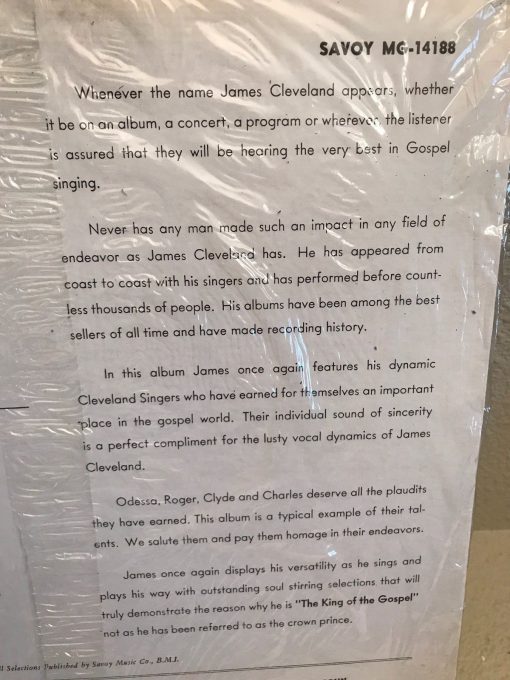 SAVOY MG-14188
Whenever the name James Cleveland appears, whether
it be on an album, a concert, a program or wherever, the listener
is assured that they will be hearing the very best in Gospel
singing.
Never has any man made such an impact in any field of
endeavor as James Cleveland has. He has appeared from
coast to coast with his singers and has performed before count-
less thousands of people. His albums have been among the best
sellers of all time and have made recording history.
In this album James once again features his dynamic
Cleveland Singers who have earned for themselves an important
place in the gospel world. Their individual sound of sincerity
is a perfect compliment for the lusty vocal dynamics of James
Cleveland.
Odessa, Roger, Clyde and Charles deserve all the plaudits
they have earned. This album is a typical example of their tal-
ents. We salute them and pay them homage in their endeavors.
James once again displays his versatility as he sings and
plays his way with outstanding soul stirring selections that will
truly demonstrate the reason why he is "The King of the Gospel"
not as he has been referred to as the crown prince.
Selections Published by Savoy Music Co., B.M.I.